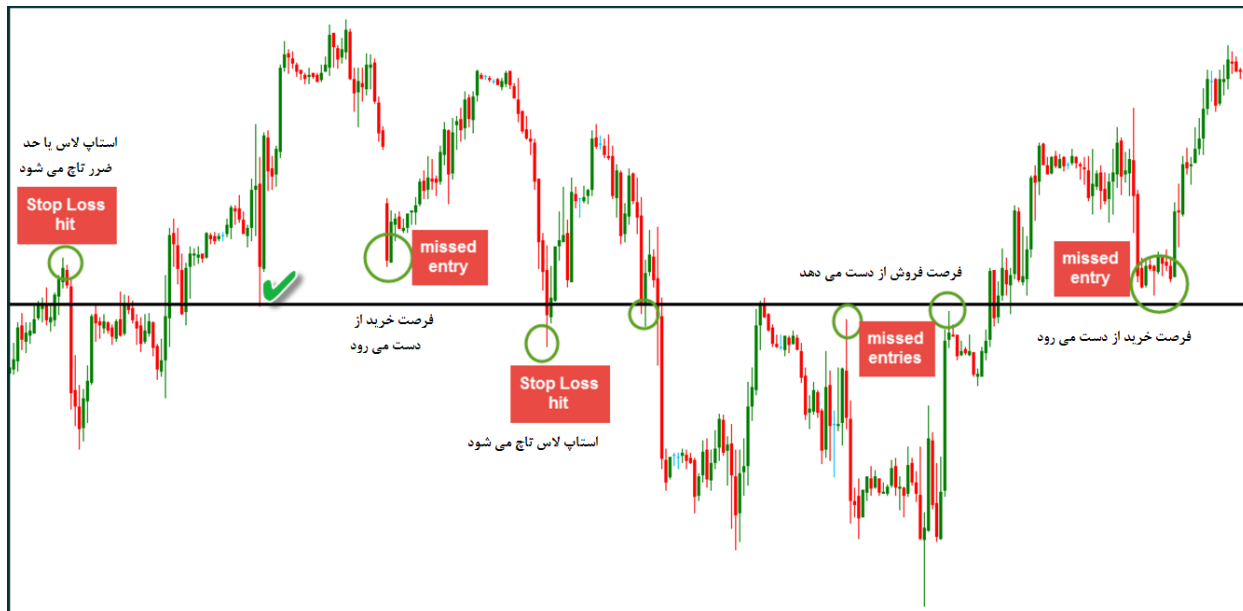 استاپ لاس یا حد
ضرر تاچ می شود
Stop Loss
hit
missed
entry
فرصت خرید از
دست می رود
Stop Loss
hit
استاپ لاس تاچ می شود
فرصت فروش از دست می دهد
missed
entries
missed
entry
فرصت خرید از دست می رود